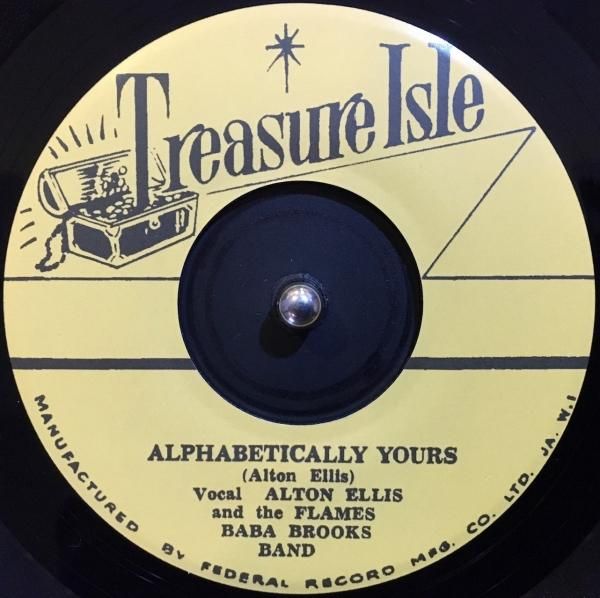 Treasure Isle
ALPHABETICALLY YOURS
(Alton Ellis)
Vocal ALTON ELLIS
and the FLAMES
BABA BROOKS
BAND
MANUFACTURED BY FEDERAL RECORD MFG. CO. LTD. JA. W.I